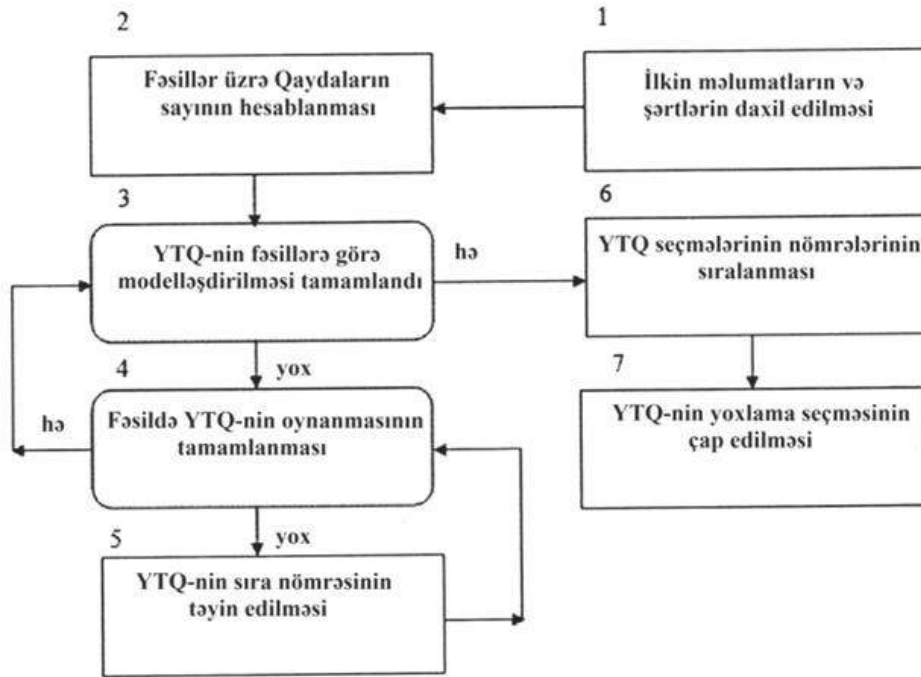 1
İlkin məlumatların və
şərtlərin daxil edilməsi
2
Fəsillər üzrə Qaydaların
sayının hesablanması
3
YTQ-nin fəsillərə görə
modelləşdirilməsi tamamlandı
hə
yox
4
Fəsildə YTQ-nin oynanmasının
tamamlanması
hə
yox
5
YTQ-nin sıra nömrəsinin
təyin edilməsi
6
YTQ seçmələrinin nömrələrinin
sıralanması
7
YTQ-nin yoxlama seçməsinin
çap edilməsi